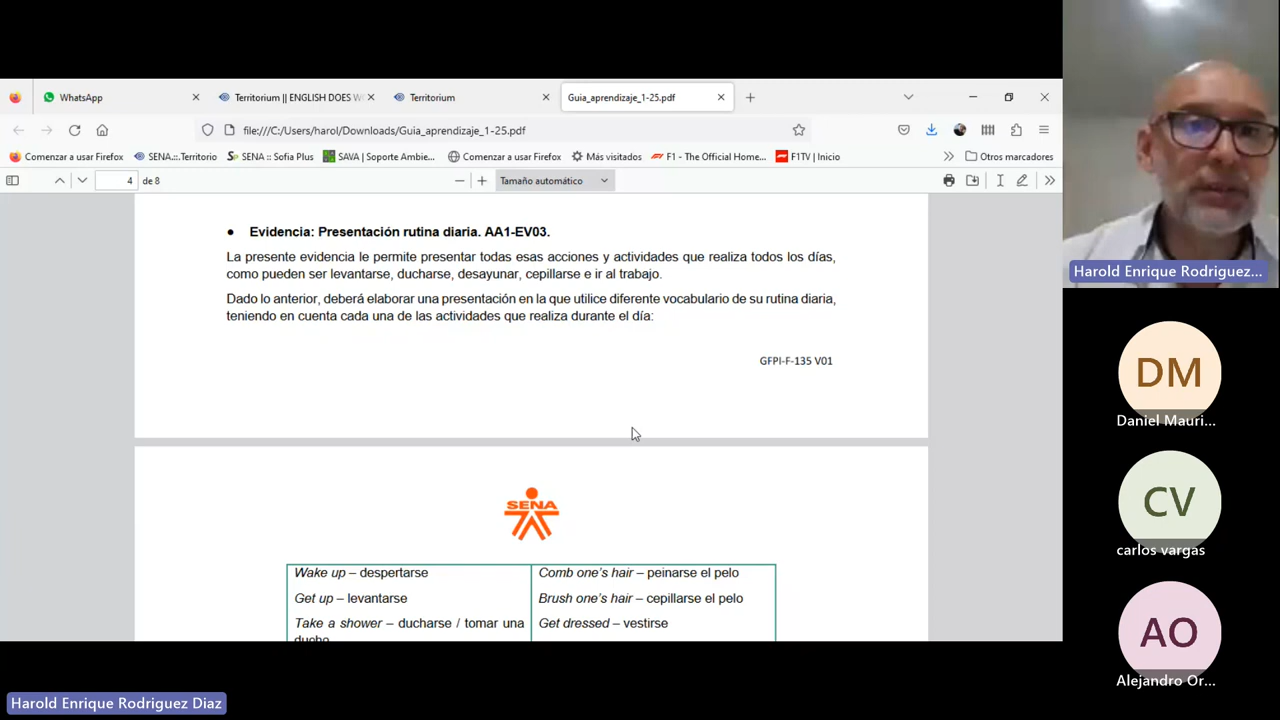 WhatsApp
Territorium || ENGLISH DOES W
Territorium
Guia_aprendizaje_1-25.pdf
file:///C:/Users/harol/Downloads/Guia_aprendizaje_1-25.pdf
Comenzar a usar Firefox
SENA.::.Territorio
SENA :: Sofia Plus
SAVA | Soporte Ambie...
Comenzar a usar Firefox
Más visitados
F1 - The Official Home...
F1TV | Inicio
Otros marcadores
4 de 8
Tamaño automático
● Evidencia: Presentación rutina diaria. AA1-EV03.
La presente evidencia le permite presentar todas esas acciones y actividades que realiza todos los días,
como pueden ser levantarse, ducharse, desayunar, cepillarse e ir al trabajo.
Dado lo anterior, deberá elaborar una presentación en la que utilice diferente vocabulario de su rutina diaria,
teniendo en cuenta cada una de las actividades que realiza durante el día:
GFPI-F-135 V01
SENA
Wake up – despertarse
Get up – levantarse
Take a shower – ducharse / tomar una
ducha
Comb one's hair – peinarse el pelo
Brush one's hair – cepillarse el pelo
Get dressed – vestirse
Harold Enrique Rodriguez...
DM
Daniel Mauri...
CV
carlos vargas
AO
Alejandro Or...
Harold Enrique Rodriguez Diaz